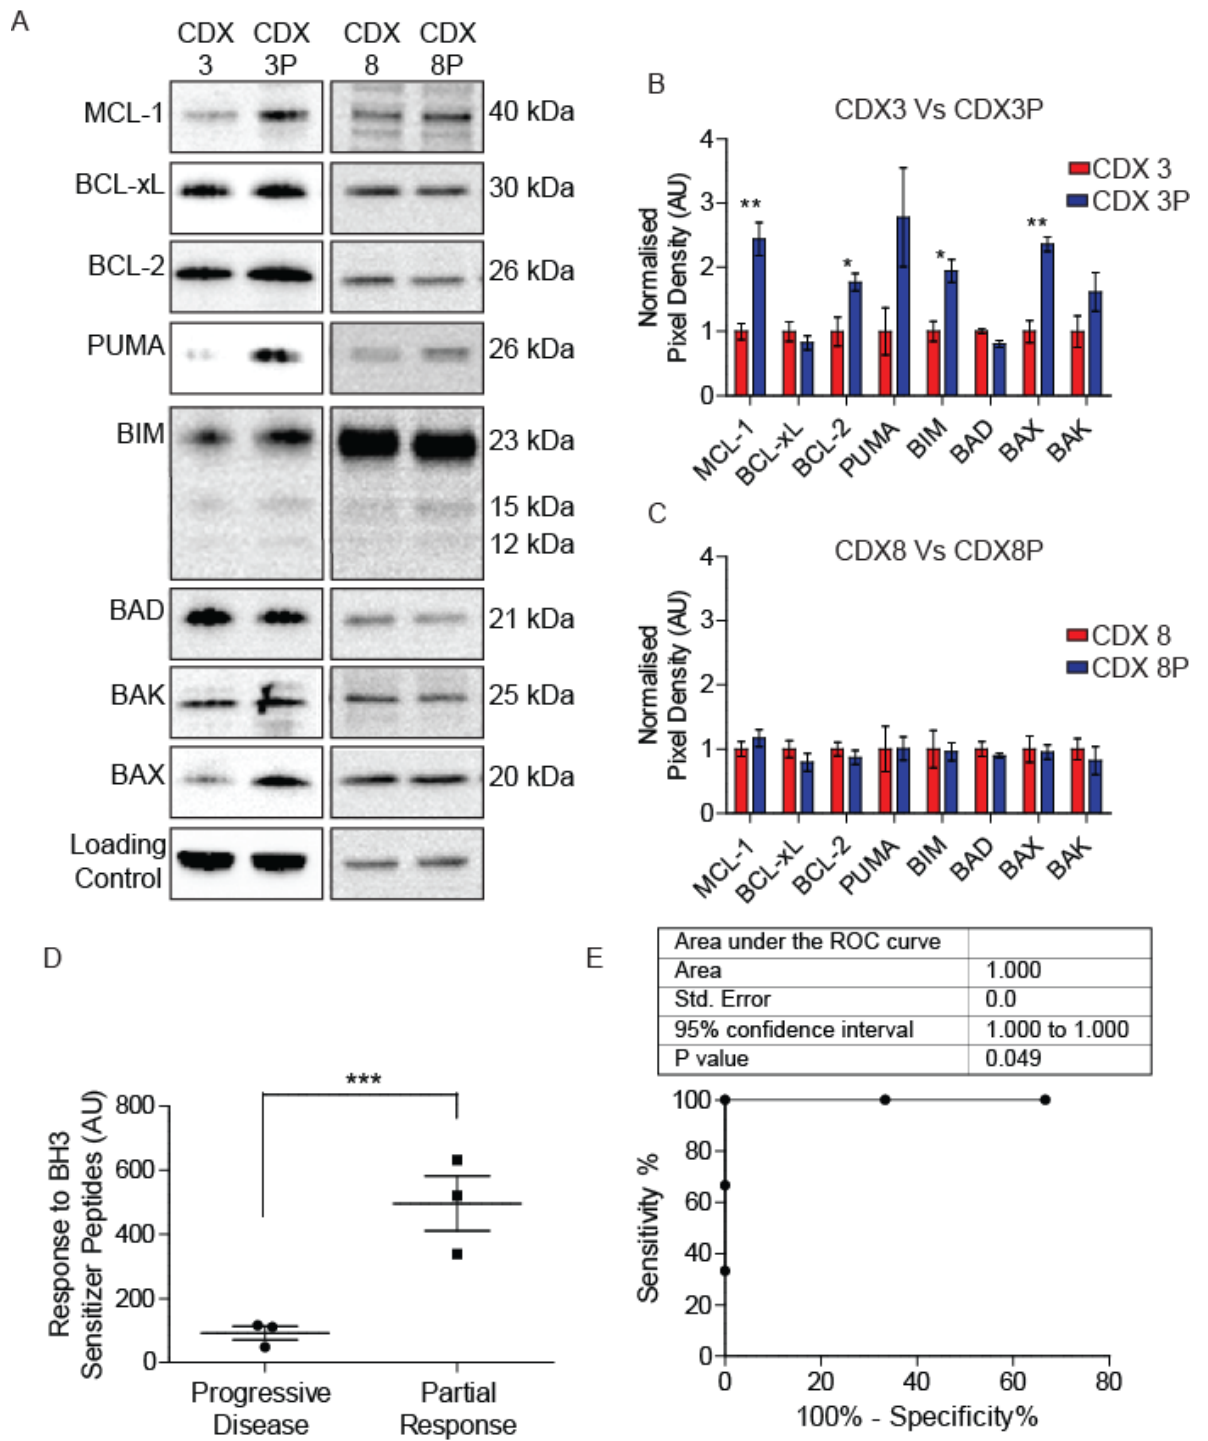 A
CDX CDX CDX CDX
3 3P 8 8P
MCL-1 40 kDa
BCL-xL 30 kDa
BCL-2 26 kDa
PUMA 26 kDa
BIM 23 kDa
15 kDa
12 kDa
BAD 21 kDa
BAK 25 kDa
BAX 20 kDa
Loading
Control
B
CDX3 Vs CDX3P
Normalised
Pixel Density (AU)
4
3
2
1
0
** * * **
CDX 3
CDX 3P
MCL-1 BCL-xL BCL-2 PUMA BIM BAD BAX BAK
C
CDX8 Vs CDX8P
Normalised
Pixel Density (AU)
4
3
2
1
0
CDX 8
CDX 8P
MCL-1 BCL-xL BCL-2 PUMA BIM BAD BAX BAK
D
Response to BH3
Sensitizer Peptides (AU)
800
600
400
200
0
***
Progressive
Disease
Partial
Response
E
Area under the ROC curve
Area 1.000
Std. Error 0.0
95% confidence interval 1.000 to 1.000
P value 0.049
Sensitivity %
100
80
60
40
20
0
0 20 40 60 80
100% - Specificity%